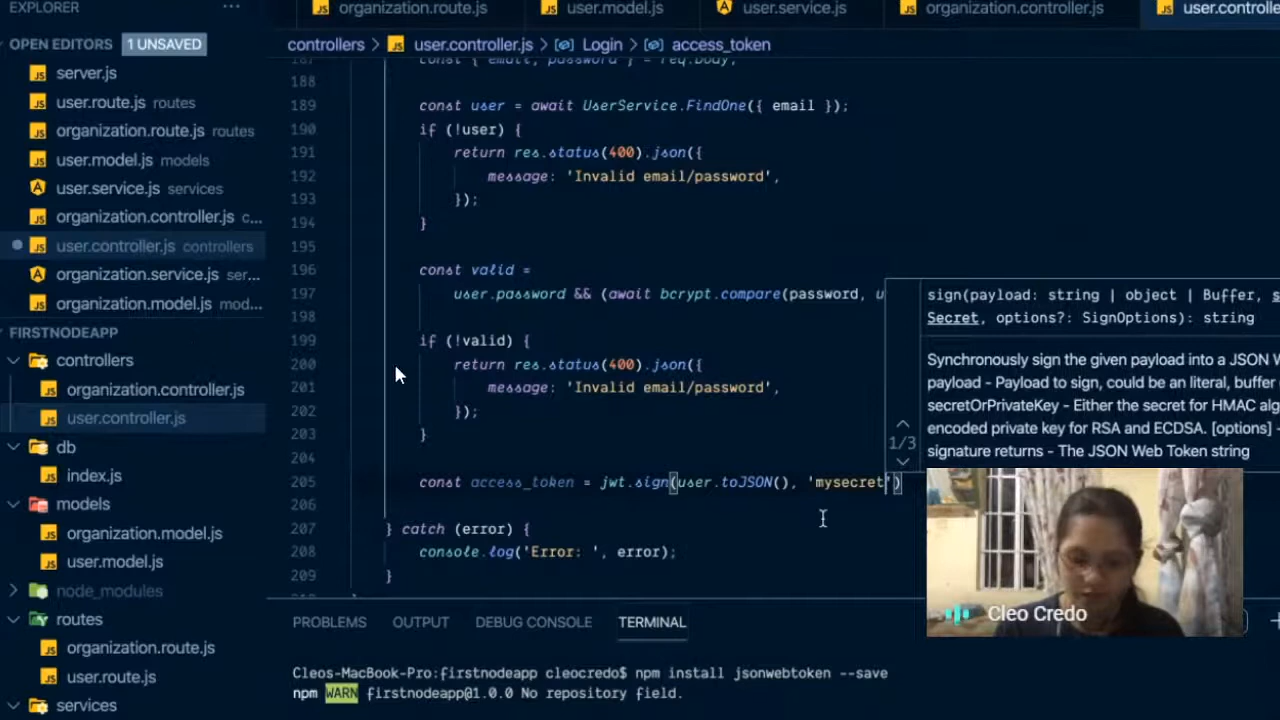 EXPLORER
OPEN EDITORS 1 UNSAVED
server.js
user.route.js routes
organization.route.js routes
user.model.js models
user.service.js services
organization.controller.js c...
user.controller.js controllers
organization.service.js ser...
organization.model.js mod...
FIRSTNODEAPP
controllers
organization.controller.js
user.controller.js
db
index.js
models
organization.model.js
user.model.js
node_modules
routes
organization.route.js
user.route.js
services
organization.route.js user.model.js user.service.js organization.controller.js user.controlle
controllers > user.controller.js > Login > access_token
187 const { email, password } = req.body;
188
189 const user = await UserService.FindOne({ email });
190 if (!user) {
191 return res.status(400).json({
192 message: 'Invalid email/password',
193 });
194 }
195
196 const valid =
197 user.password && (await bcrypt.compare(password, u
198
199 if (!valid) {
200 return res.status(400).json({
201 message: 'Invalid email/password',
202 });
203 }
204
205 const access_token = jwt.sign(user.toJSON(), 'mysecret')
206
207 } catch (error) {
208 console.log('Error: ', error);
209 }
sign(payload: string | object | Buffer, s
Secret, options?: SignOptions): string
1/3
Synchronously sign the given payload into a JSON W
payload - Payload to sign, could be an literal, buffer
secretOrPrivateKey - Either the secret for HMAC alg
encoded private key for RSA and ECDSA. [options] -
signature returns - The JSON Web Token string
Cleo Credo
PROBLEMS OUTPUT DEBUG CONSOLE TERMINAL
Cleos-MacBook-Pro:firstnodeapp cleocredo$ npm install jsonwebtoken --save
npm WARN firstnodeapp@1.0.0 No repository field.